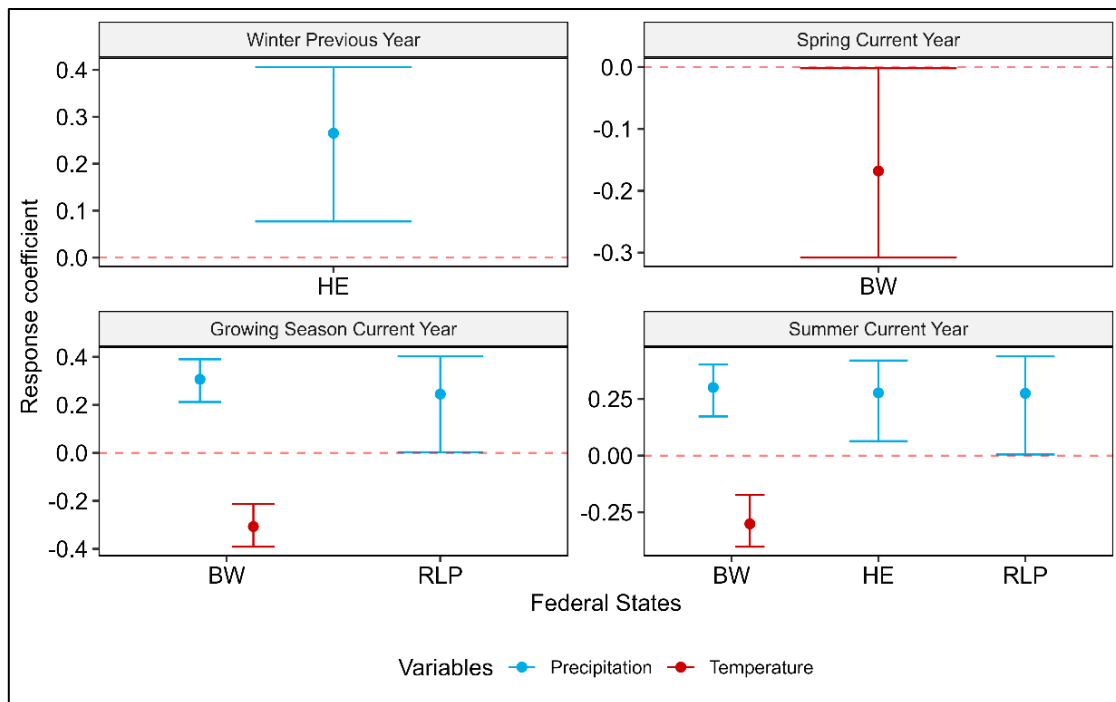 Winter Previous Year
Spring Current Year
0.4
0.3
0.2
0.1
0.0
HE
0.0
-0.1
-0.2
-0.3
BW
Response coefficient
Growing Season Current Year
Summer Current Year
0.4
0.2
0.0
-0.2
-0.4
BW RLP
0.25
0.00
-0.25
BW HE RLP
Federal States
Variables Precipitation Temperature